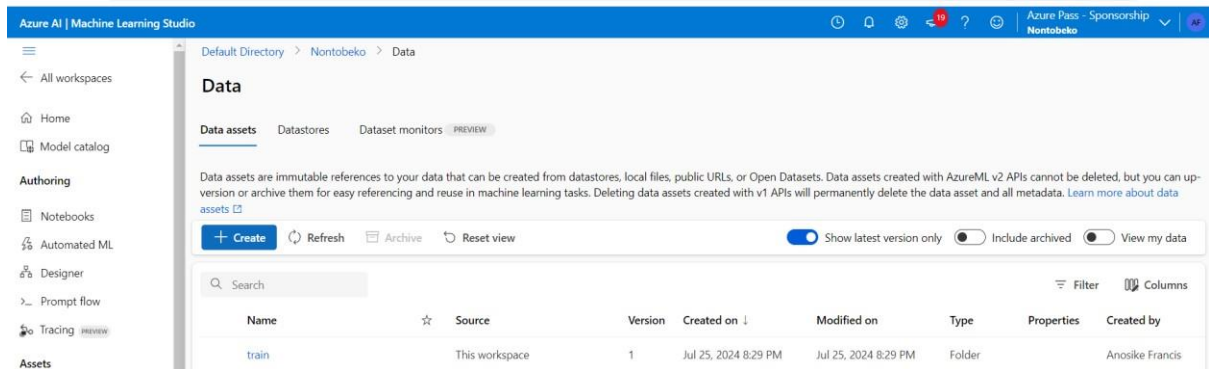 Azure AI | Machine Learning Studio
19
?
Azure Pass - Sponsorship
Nontobeko
AF
All workspaces
Home
Model catalog
Authoring
Notebooks
Automated ML
Designer
Prompt flow
Tracing PREVIEW
Assets
Default Directory > Nontobeko > Data
Data
Data assets Datastores Dataset monitors PREVIEW
Data assets are immutable references to your data that can be created from datastores, local files, public URLs, or Open Datasets. Data assets created with AzureML v2 APIs cannot be deleted, but you can up-
version or archive them for easy referencing and reuse in machine learning tasks. Deleting data assets created with v1 APIs will permanently delete the data asset and all metadata. Learn more about data
assets
+ Create Refresh Archive Reset view Show latest version only Include archived View my data
Search Filter Columns
Name Source Version Created on ↓ Modified on Type Properties Created by
train This workspace 1 Jul 25, 2024 8:29 PM Jul 25, 2024 8:29 PM Folder Anosike Francis